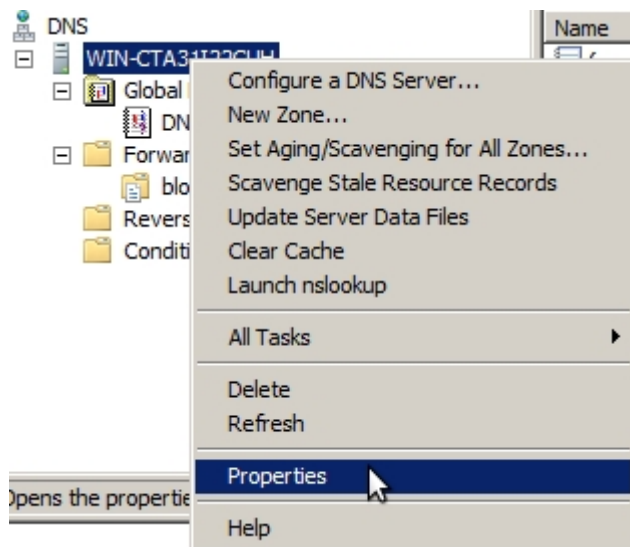 DNS
Name
WIN-CTA31I22GUH
Configure a DNS Server...
Global
New Zone...
DN
Set Aging/Scavenging for All Zones...
Forwar
Scavenge Stale Resource Records
blo
Update Server Data Files
Revers
Clear Cache
Conditi
Launch nslookup
All Tasks
Delete
Refresh
Properties
Opens the propertie
Help